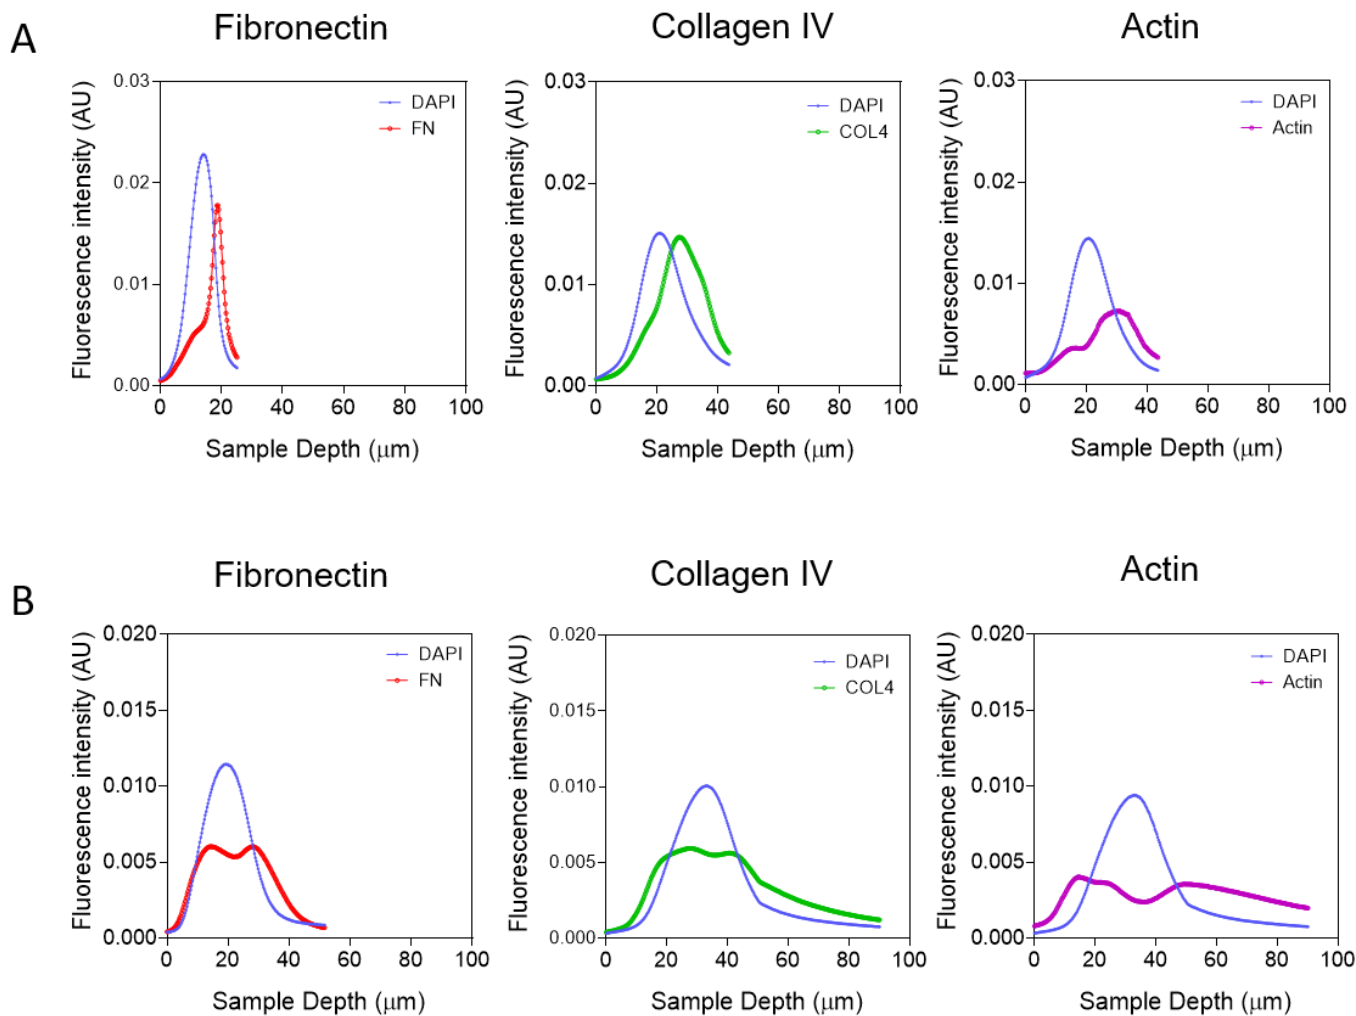 A
Fibronectin
Collagen IV
Actin
Fluorescence intensity (AU)
0.03
0.02
0.01
0.00
DAPI
FN
0 20 40 60 80 100
Sample Depth (μm)
Fluorescence intensity (AU)
0.03
0.02
0.01
0.00
DAPI
COL4
0 20 40 60 80 100
Sample Depth (μm)
Fluorescence intensity (AU)
0.03
0.02
0.01
0.00
DAPI
Actin
0 20 40 60 80 100
Sample Depth (μm)
B
Fibronectin
Collagen IV
Actin
Fluorescence intensity (AU)
0.020
0.015
0.010
0.005
0.000
DAPI
FN
0 20 40 60 80 100
Sample Depth (μm)
Fluorescence intensity (AU)
0.020
0.015
0.010
0.005
0.000
DAPI
COL4
0 20 40 60 80 100
Sample Depth (μm)
Fluorescence intensity (AU)
0.020
0.015
0.010
0.005
0.000
DAPI
Actin
0 20 40 60 80 100
Sample Depth (μm)